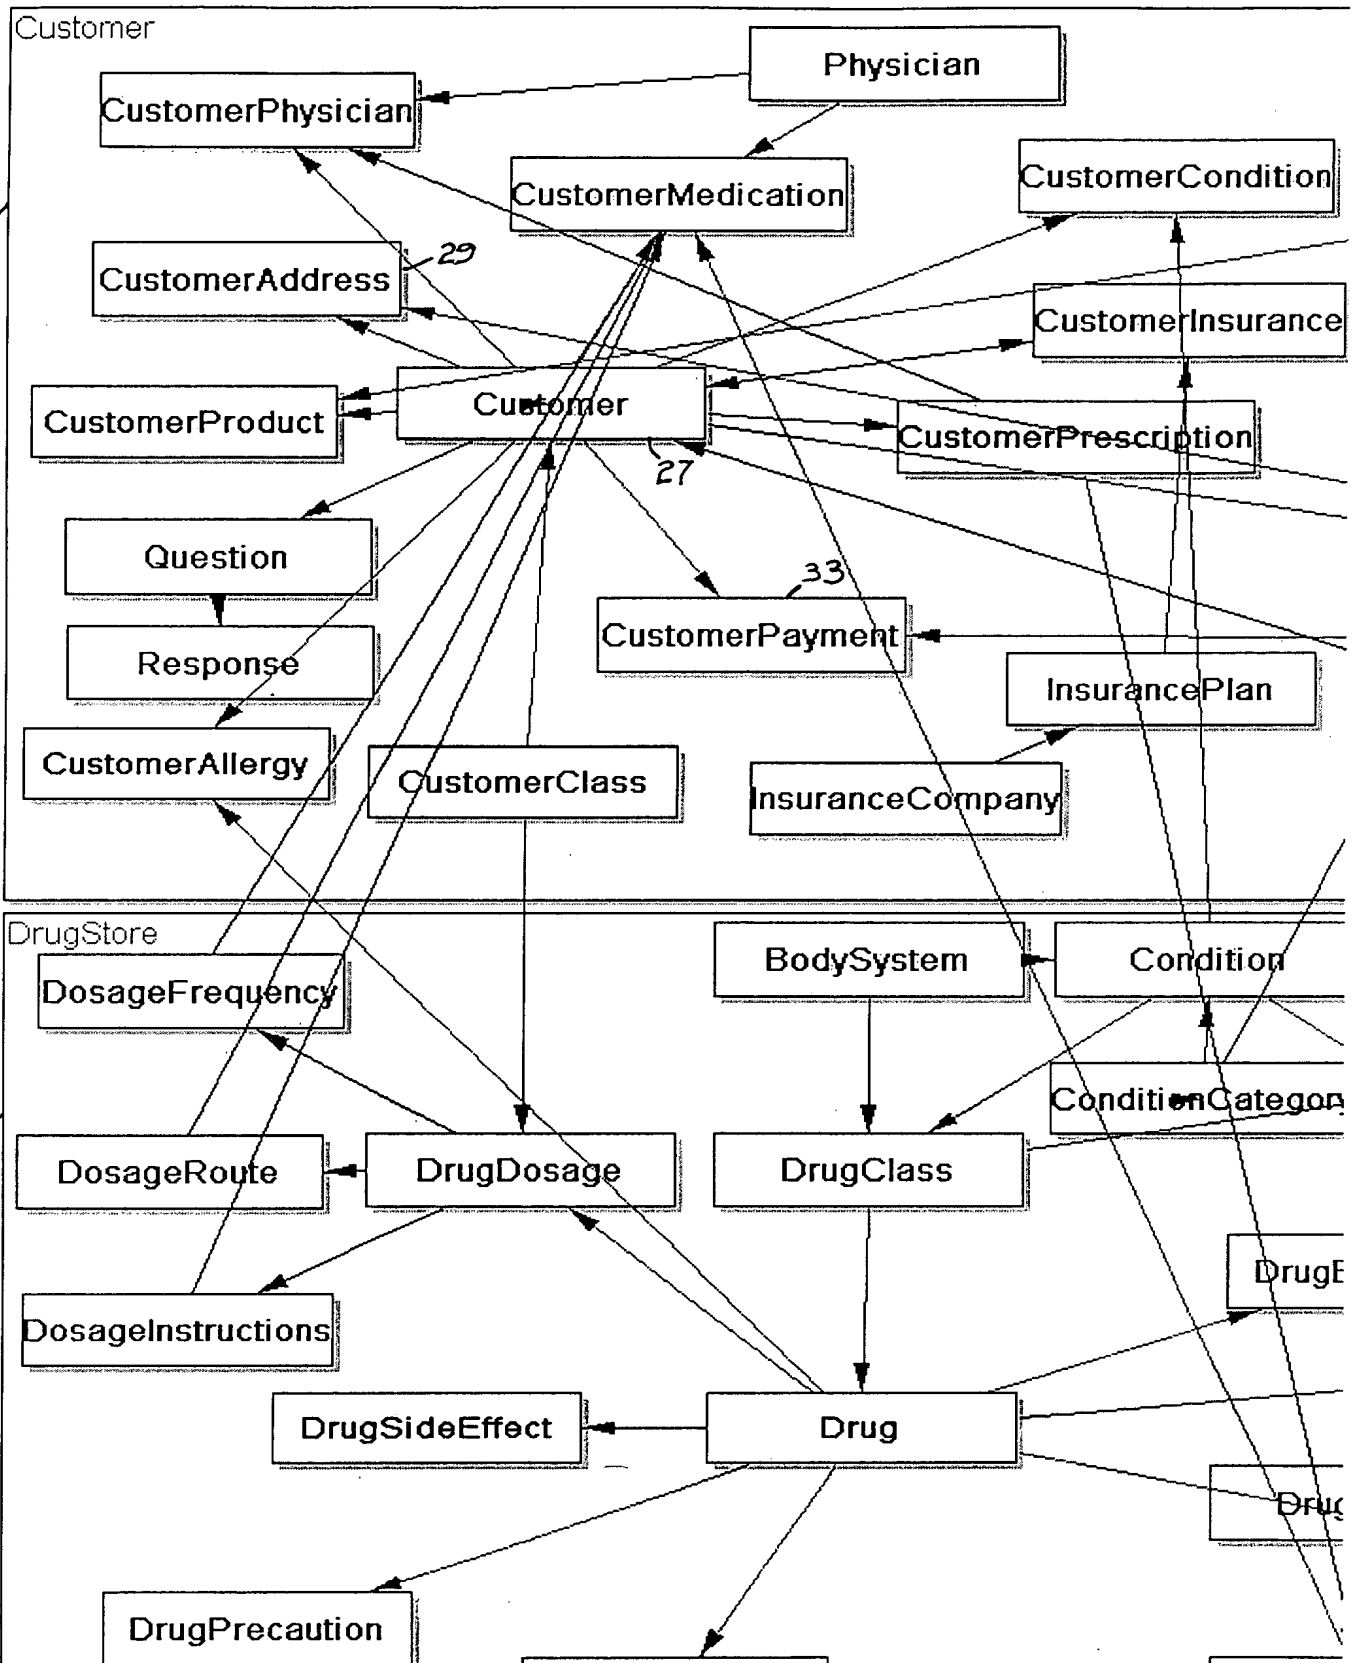 Customer
Physician
CustomerPhysician
CustomerMedication
CustomerCondition
29
CustomerAddress
CustomerInsurance
Customer
CustomerProduct
CustomerPrescription
27
Question
33
CustomerPayment
Response
InsurancePlan
CustomerAllergy
CustomerClass
InsuranceCompany
DrugStore
BodySystem
Condition
DosageFrequency
ConditionCategory
DosageRoute
DrugDosage
DrugClass
DosageInstructions
DrugSideEffect
Drug
DrugPrecaution